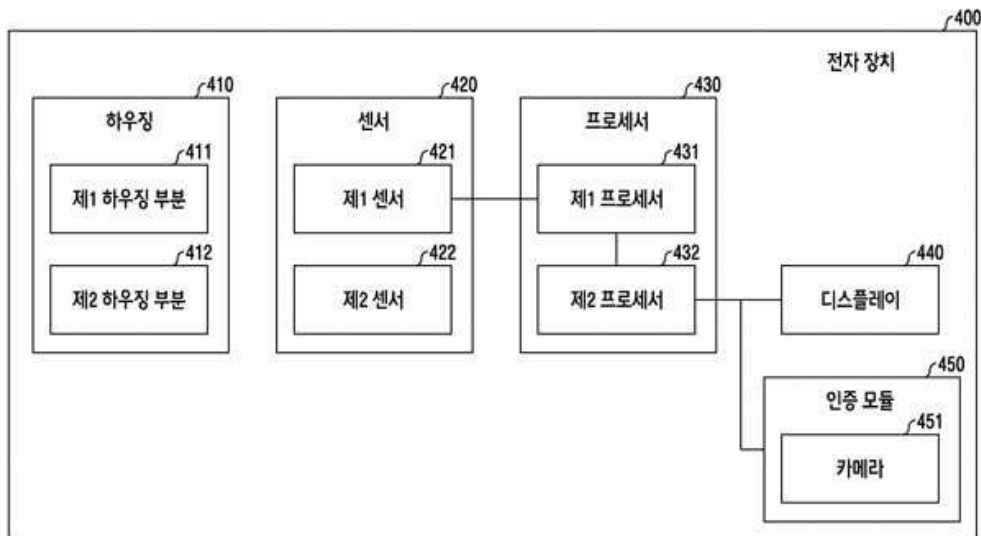 400
전자 장치
410
하우징
411
제1 하우징 부분
412
제2 하우징 부분
420
센서
421
제1 센서
422
제2 센서
430
프로세서
431
제1 프로세서
432
제2 프로세서
440
디스플레이
450
인증 모듈
451
카메라